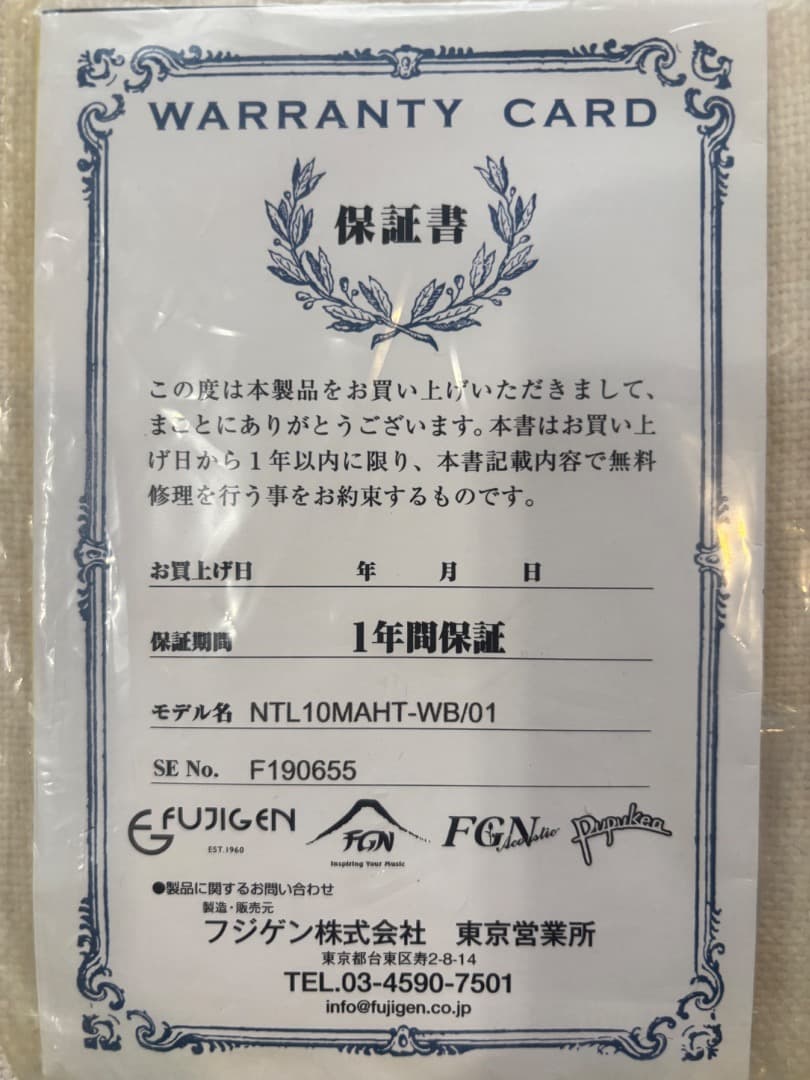 WARRANTY CARD
保証書
この度は本製品をお買い上げいただきまして、
まことにありがとうございます。本書はお買い上
げ日から1年以内に限り、本書記載内容で無料
修理を行う事をお約束するものです。
お買上げ日 年 月 日
保証期間 1年間保証
モデル名 NTL10MAHT-WB/01
SE No. F190655
FUJIGEN EST.1960
FGN Inspiring Your Music
FGN Acoustic
Pupukea
●製品に関するお問い合わせ
製造・販売元
フジゲン株式会社 東京営業所
東京都台東区寿2-8-14
TEL.03-4590-7501
info@fujigen.co.jp